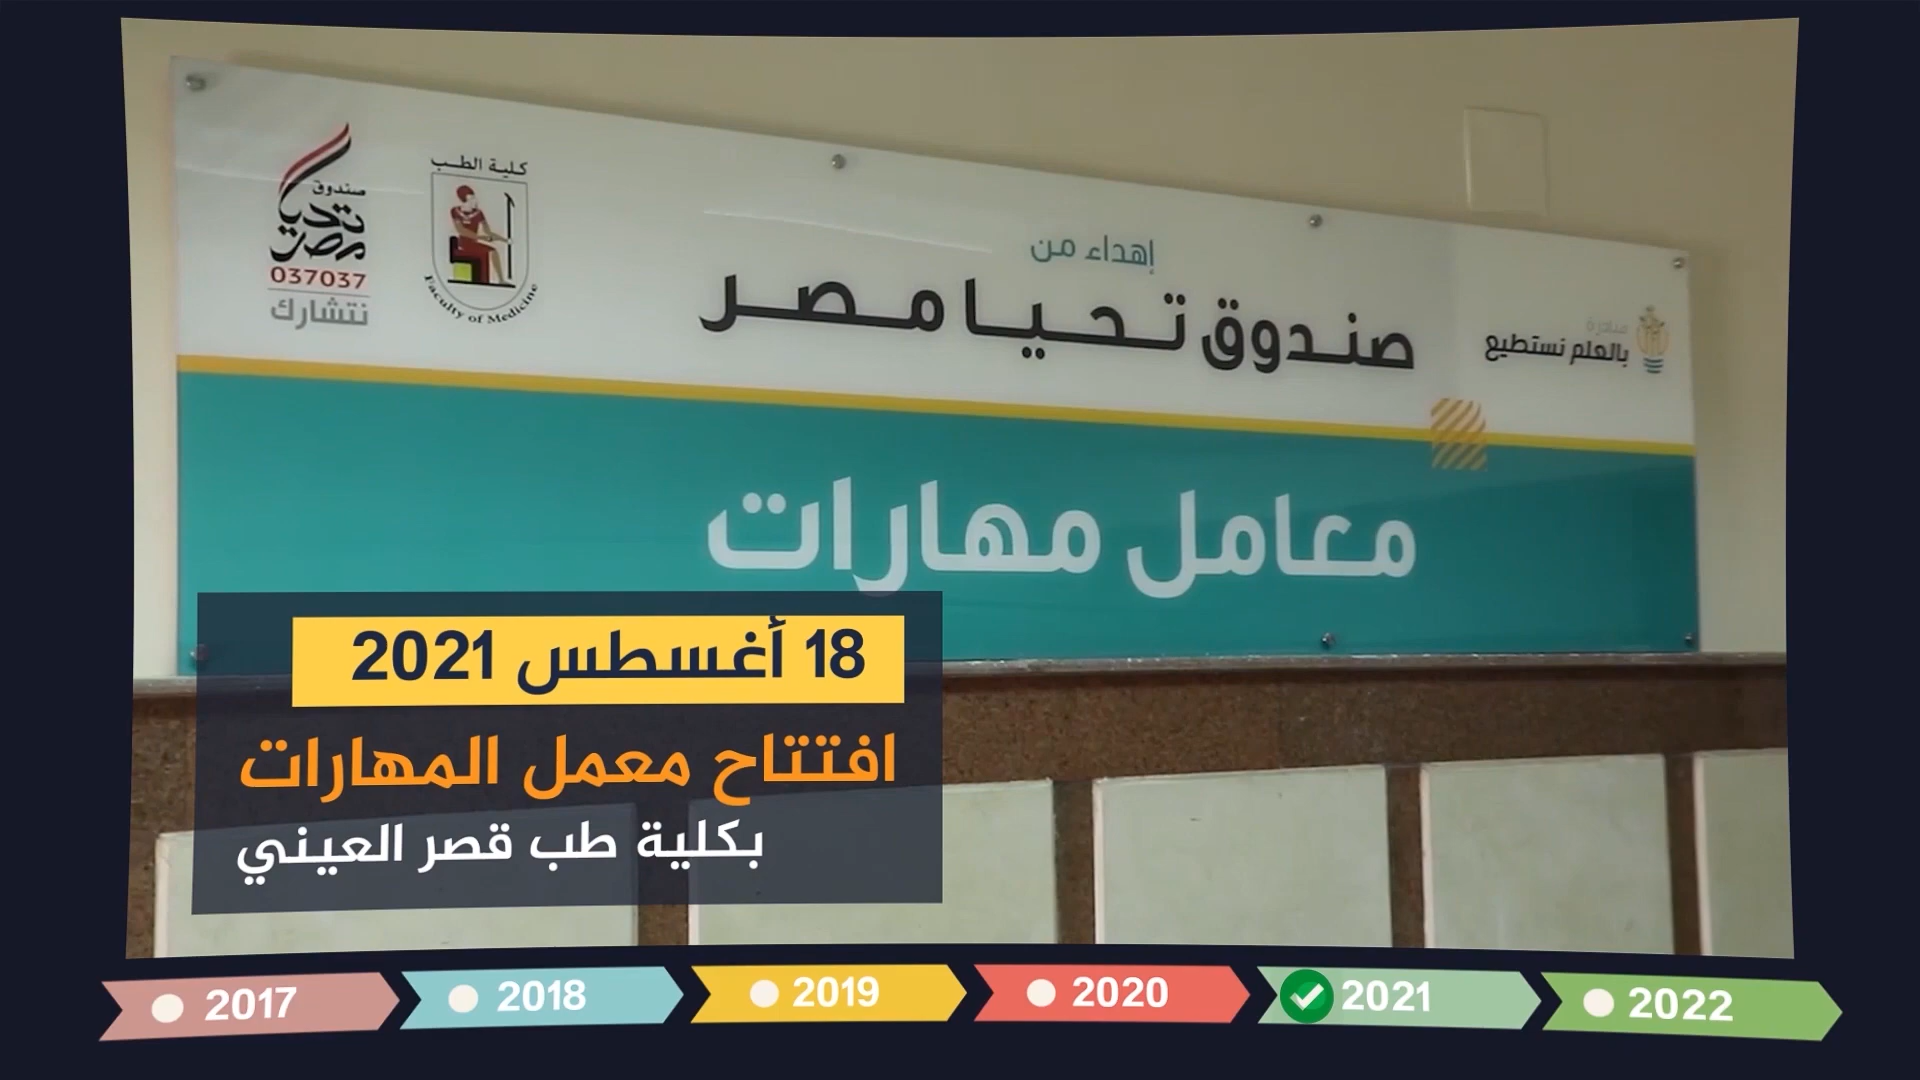 صندوق
تحيا
مصر
037037
نتشارك
كلية الطب
Faculty of Medicine
إهداء من
صندوق تحيا مصر
مبادرة
بالعلم نستطيع
معامل مهارات
18 أغسطس 2021
افتتاح معمل المهارات
بكلية طب قصر العيني
2017 2018 2019 2020 2021 2022